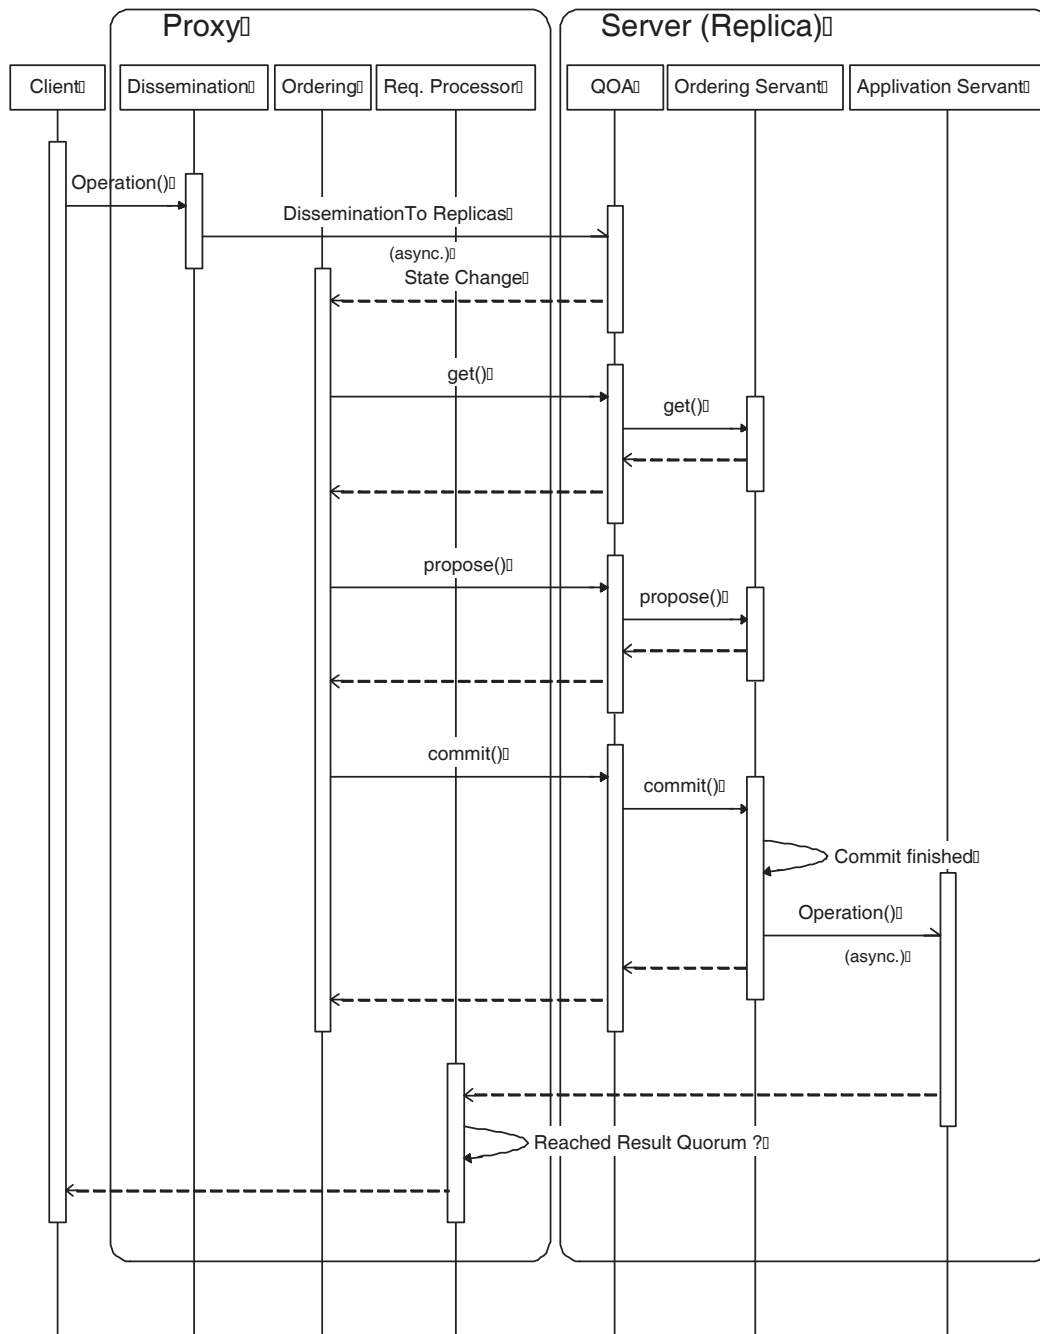 Proxy▯
Server (Replica)▯
Client▯
Dissemination▯
Ordering▯
Req. Processor▯
QOA▯
Ordering Servant▯
Applivation Servant▯
Operation()▯
DisseminationTo Replicas▯
(async.)▯
State Change▯
get()▯
get()▯
propose()▯
propose()▯
commit()▯
commit()▯
Commit finished▯
Operation()▯
(async.)▯
Reached Result Quorum ?▯